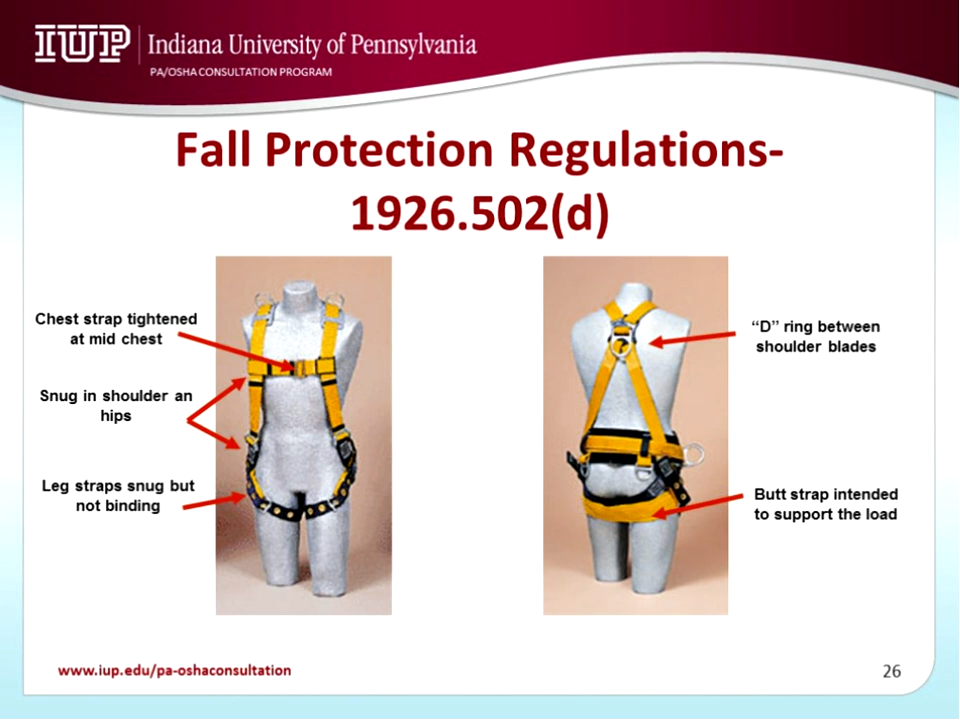 IUP
Indiana University of Pennsylvania
PA/OSHA CONSULTATION PROGRAM
Fall Protection Regulations-
1926.502(d)
Chest strap tightened
at mid chest
Snug in shoulder an
hips
Leg straps snug but
not binding
“D” ring between
shoulder blades
Butt strap intended
to support the load
www.iup.edu/pa-oshaconsultation
26